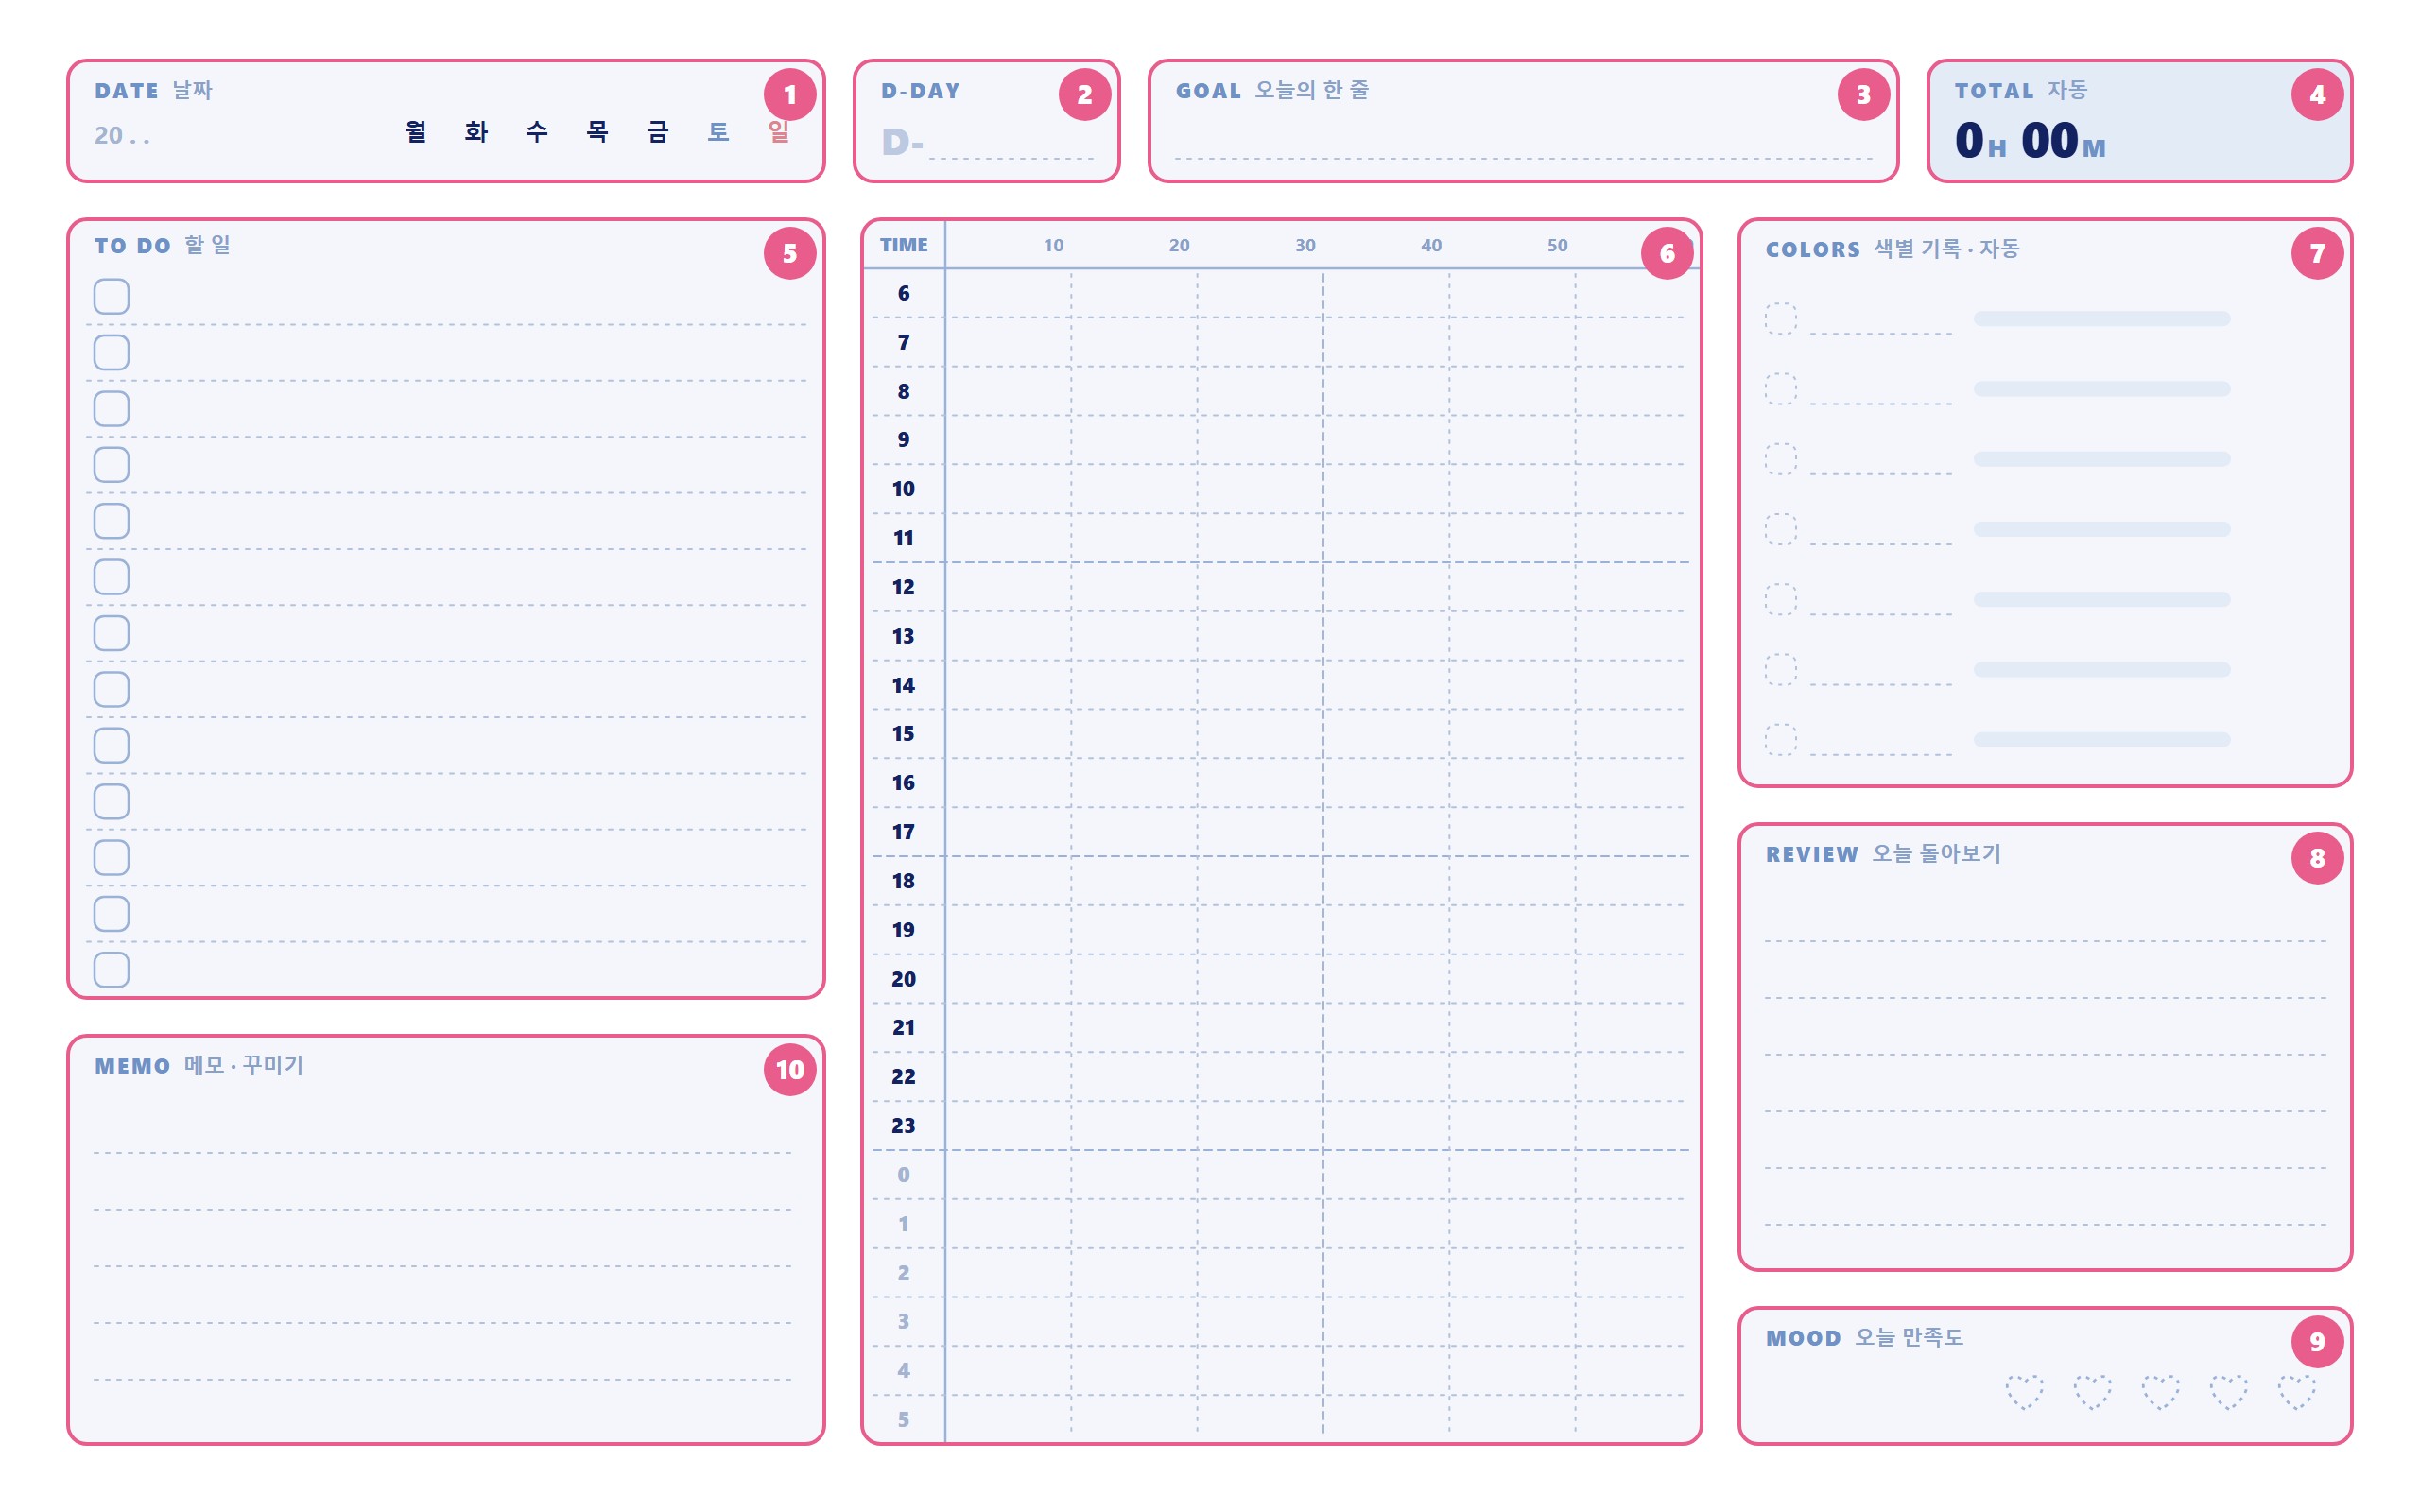 DATE 날짜 1
20 . . 월 화 수 목 금 토 일
D-DAY 2
D-
GOAL 오늘의 한 줄 3
TOTAL 자동 4
0 H 00 M
TO DO 할 일 5
TIME 10 20 30 40 50 6
6
7
8
9
10
11
12
13
14
15
16
17
18
19
20
21
22
23
0
1
2
3
4
5
COLORS 색별 기록 · 자동 7
REVIEW 오늘 돌아보기 8
MOOD 오늘 만족도 9
MEMO 메모 · 꾸미기 10